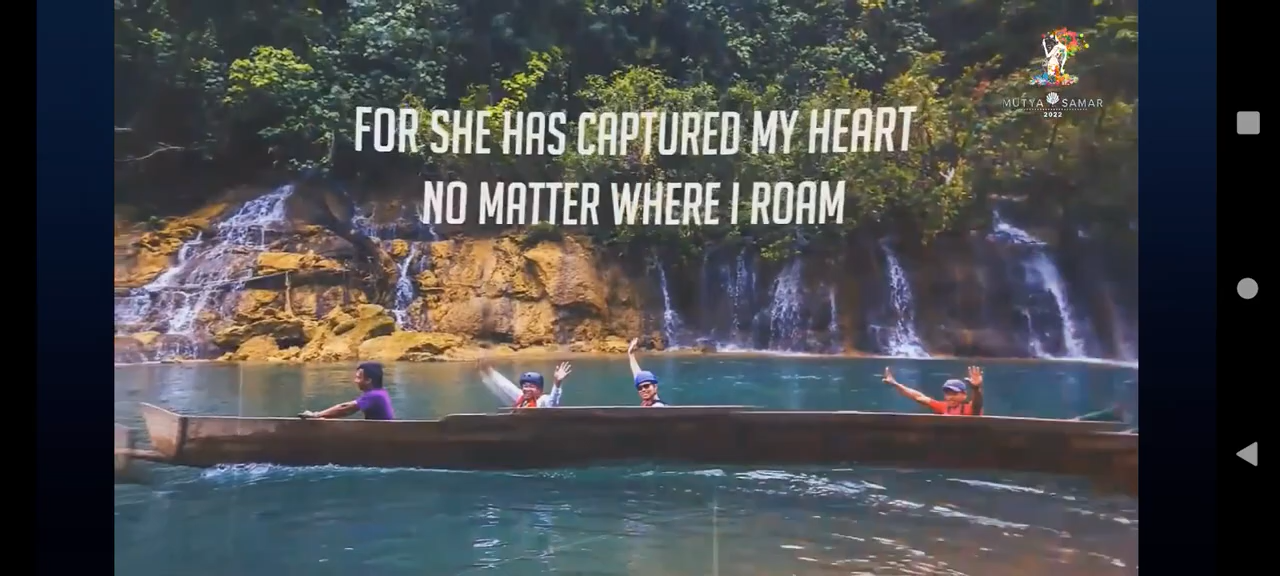 FOR SHE HAS CAPTURED MY HEART
NO MATTER WHERE I ROAM
MUTYA SAMAR
2022